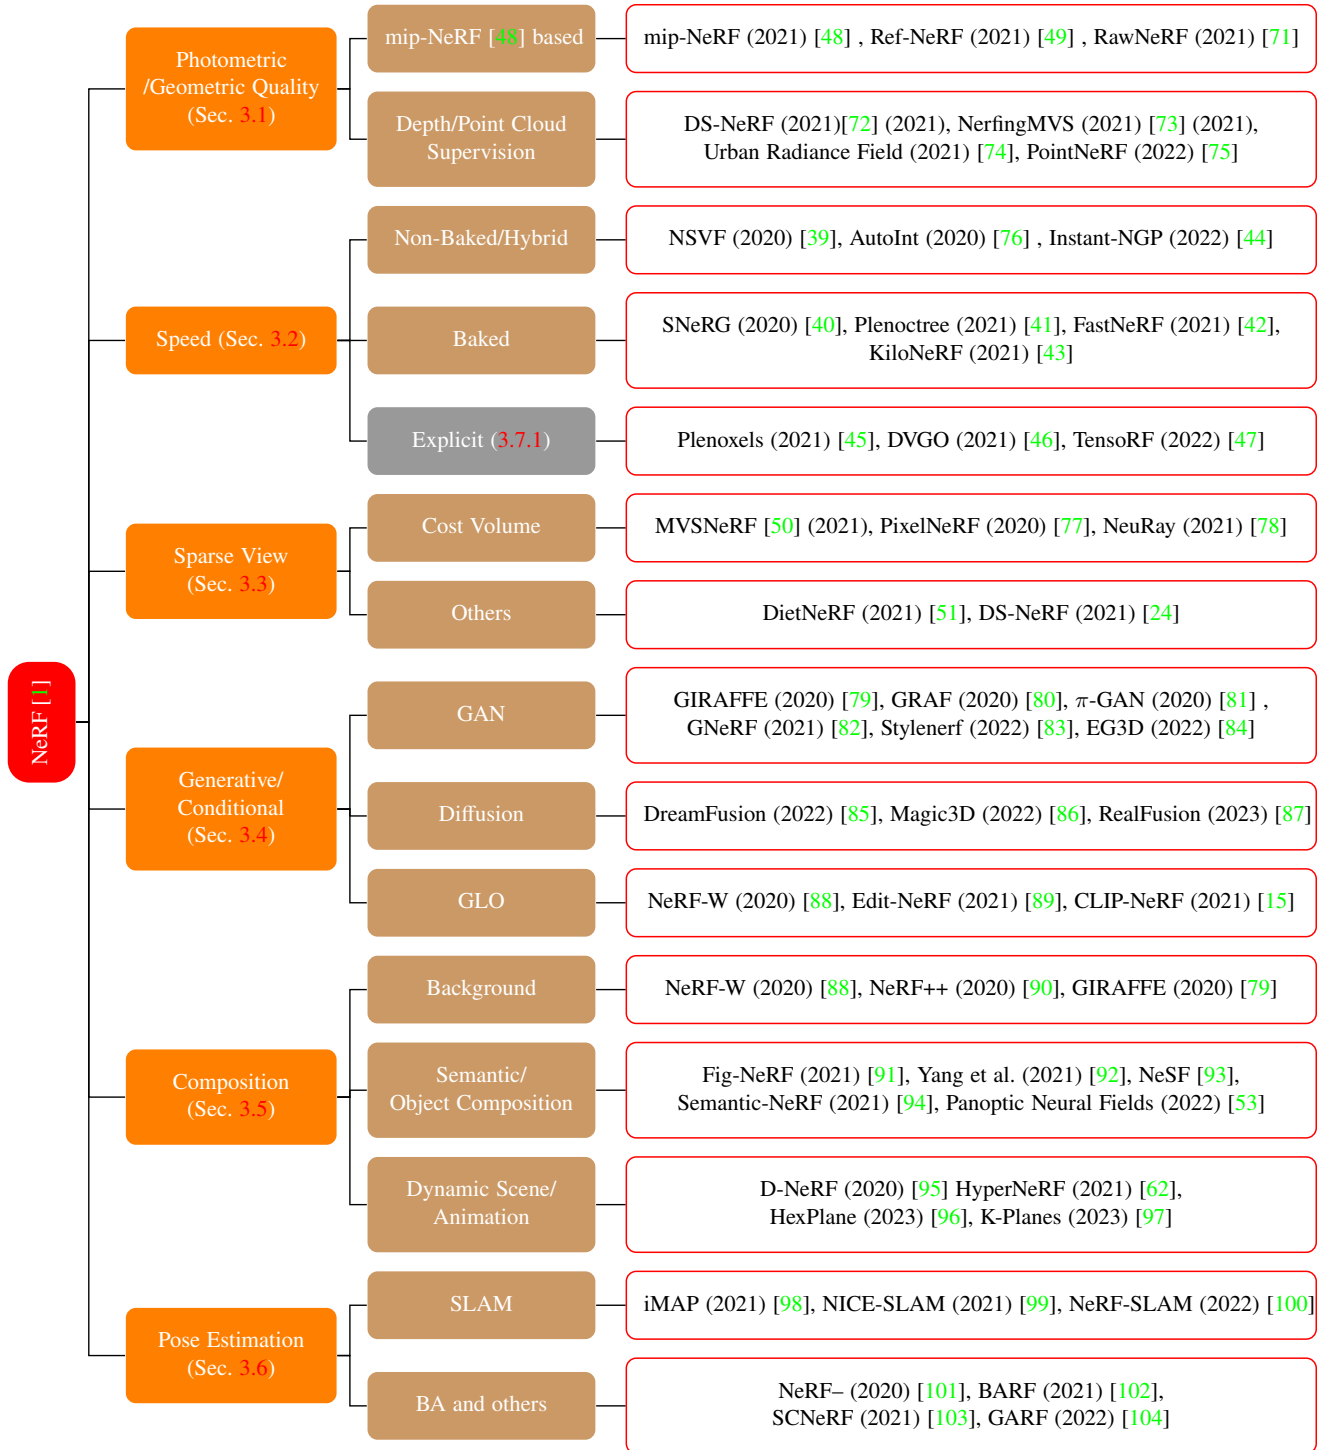 NeRF [1]
Photometric
/Geometric Quality
(Sec. 3.1)
mip-NeRF [48] based
mip-NeRF (2021) [48] , Ref-NeRF (2021) [49] , RawNeRF (2021) [71]
Depth/Point Cloud
Supervision
DS-NeRF (2021)[72] (2021), NerfingMVS (2021) [73] (2021),
Urban Radiance Field (2021) [74], PointNeRF (2022) [75]
Speed (Sec. 3.2)
Non-Baked/Hybrid
NSVF (2020) [39], AutoInt (2020) [76] , Instant-NGP (2022) [44]
Baked
SNeRG (2020) [40], Plenoctree (2021) [41], FastNeRF (2021) [42],
KiloNeRF (2021) [43]
Explicit (3.7.1)
Plenoxels (2021) [45], DVGO (2021) [46], TensoRF (2022) [47]
Sparse View
(Sec. 3.3)
Cost Volume
MVSNeRF [50] (2021), PixelNeRF (2020) [77], NeuRay (2021) [78]
Others
DietNeRF (2021) [51], DS-NeRF (2021) [24]
Generative/
Conditional
(Sec. 3.4)
GAN
GIRAFFE (2020) [79], GRAF (2020) [80], π-GAN (2020) [81] ,
GNeRF (2021) [82], Stylenerf (2022) [83], EG3D (2022) [84]
Diffusion
DreamFusion (2022) [85], Magic3D (2022) [86], RealFusion (2023) [87]
GLO
NeRF-W (2020) [88], Edit-NeRF (2021) [89], CLIP-NeRF (2021) [15]
Composition
(Sec. 3.5)
Background
NeRF-W (2020) [88], NeRF++ (2020) [90], GIRAFFE (2020) [79]
Semantic/
Object Composition
Fig-NeRF (2021) [91], Yang et al. (2021) [92], NeSF [93],
Semantic-NeRF (2021) [94], Panoptic Neural Fields (2022) [53]
Dynamic Scene/
Animation
D-NeRF (2020) [95] HyperNeRF (2021) [62],
HexPlane (2023) [96], K-Planes (2023) [97]
Pose Estimation
(Sec. 3.6)
SLAM
iMAP (2021) [98], NICE-SLAM (2021) [99], NeRF-SLAM (2022) [100]
BA and others
NeRF– (2020) [101], BARF (2021) [102],
SCNeRF (2021) [103], GARF (2022) [104]